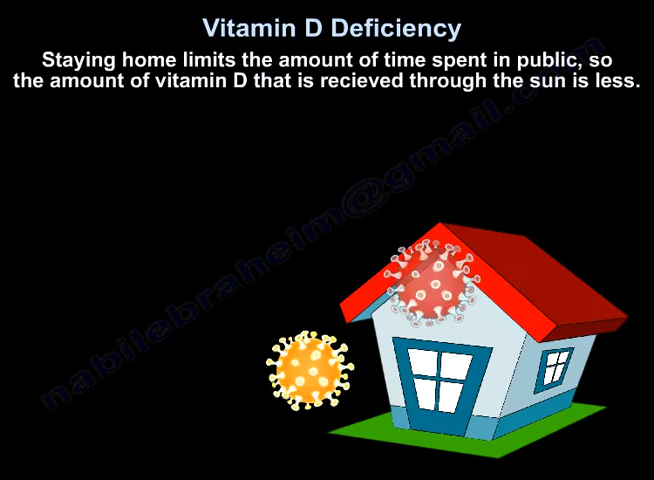 Vitamin D Deficiency
Staying home limits the amount of time spent in public, so
the amount of vitamin D that is recieved through the sun is less.
nabilebraheim@gmail.com